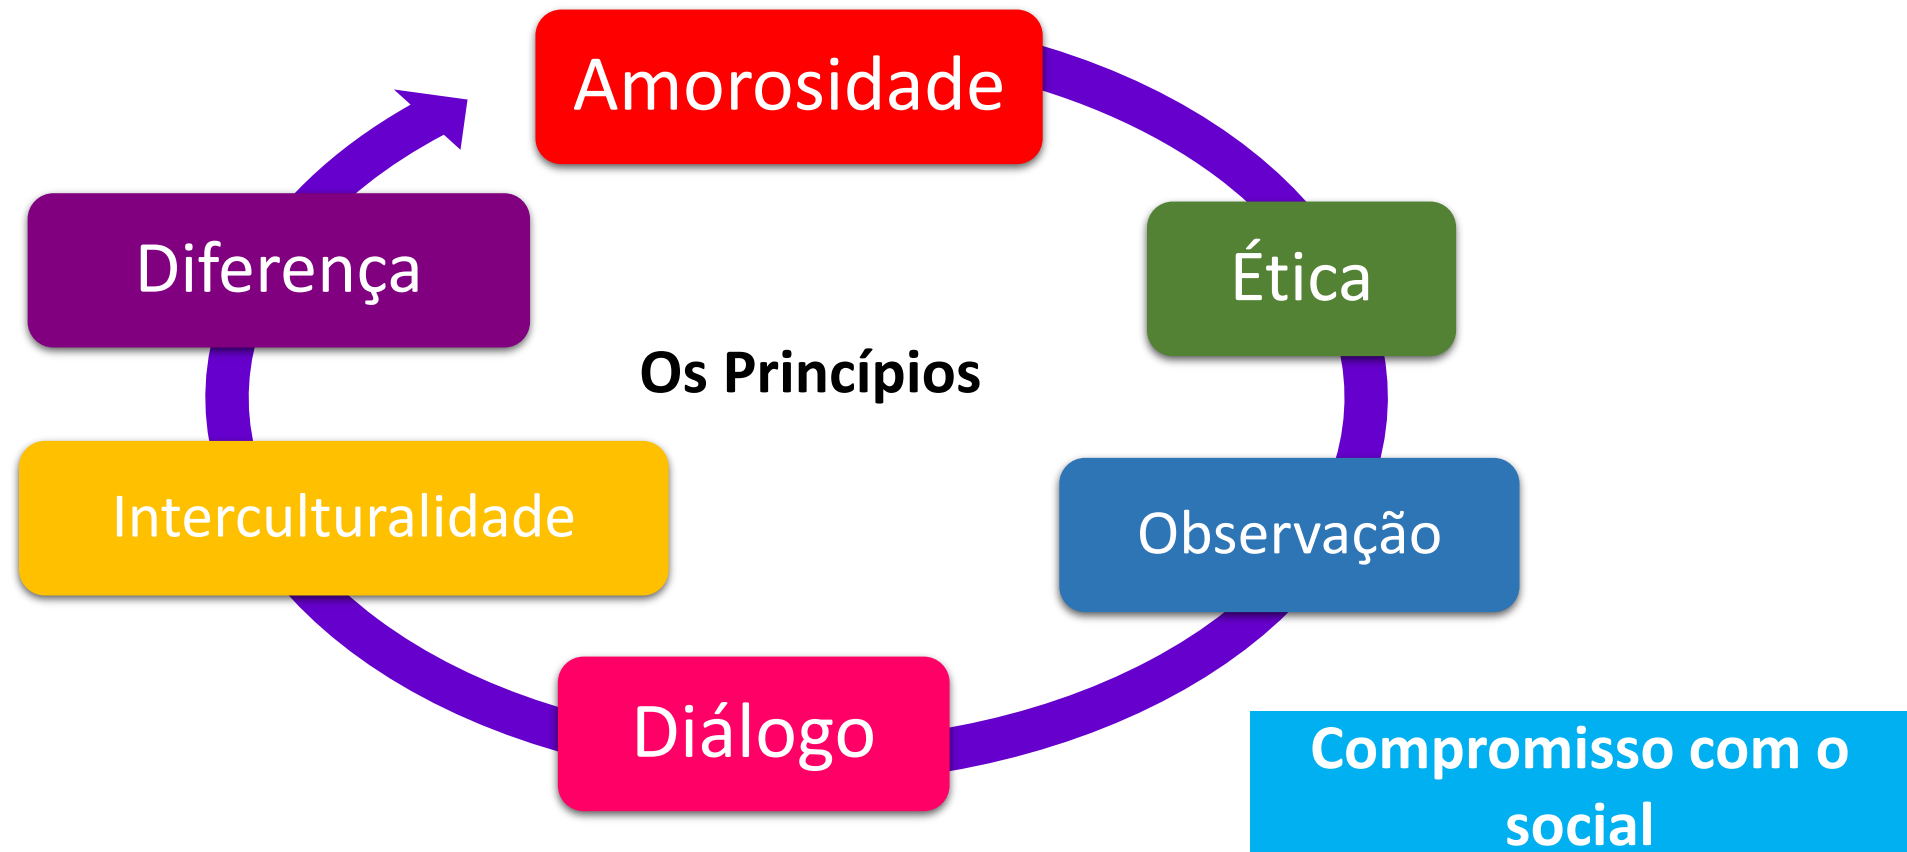 Amorosidade
Diferença
Ética
Os Princípios
Interculturalidade
Observação
Diálogo
Compromisso com o
social